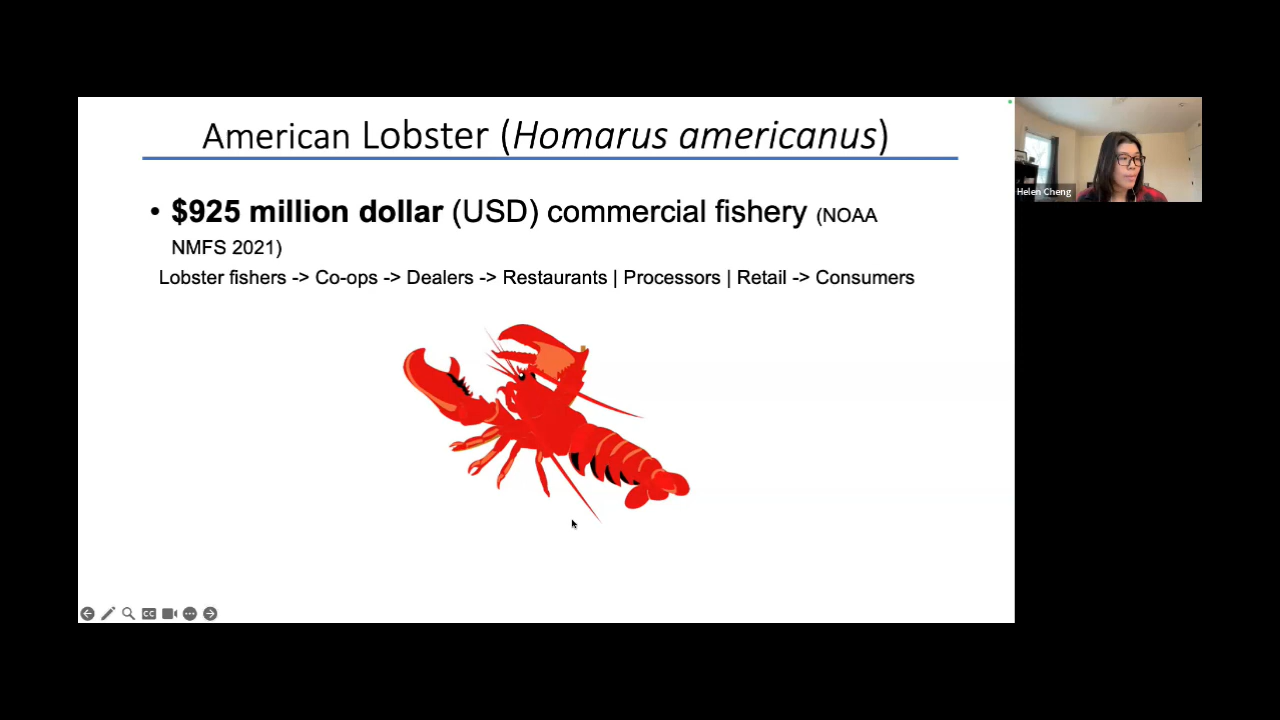 American Lobster (Homarus americanus)
• $925 million dollar (USD) commercial fishery (NOAA
NMFS 2021)
Lobster fishers -> Co-ops -> Dealers -> Restaurants | Processors | Retail -> Consumers
Helen Cheng
CC